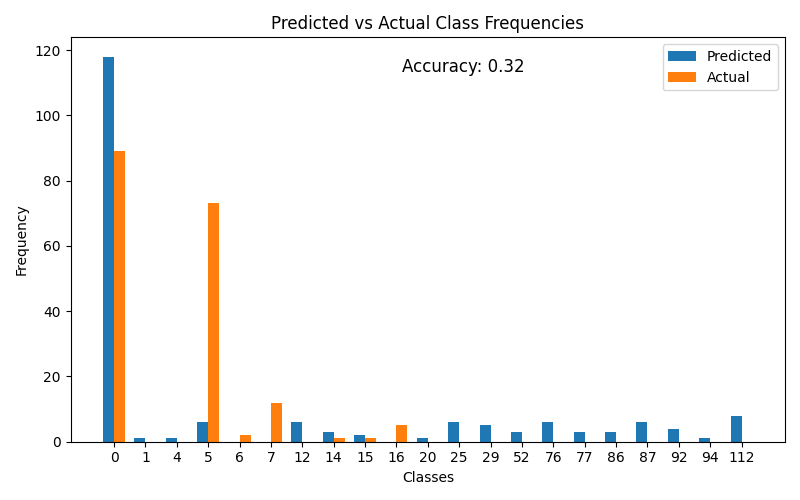 Predicted vs Actual Class Frequencies
Accuracy: 0.32
Predicted
Actual
Frequency
120
100
80
60
40
20
0
0 1 4 5 6 7 12 14 15 16 20 25 29 52 76 77 86 87 92 94 112
Classes